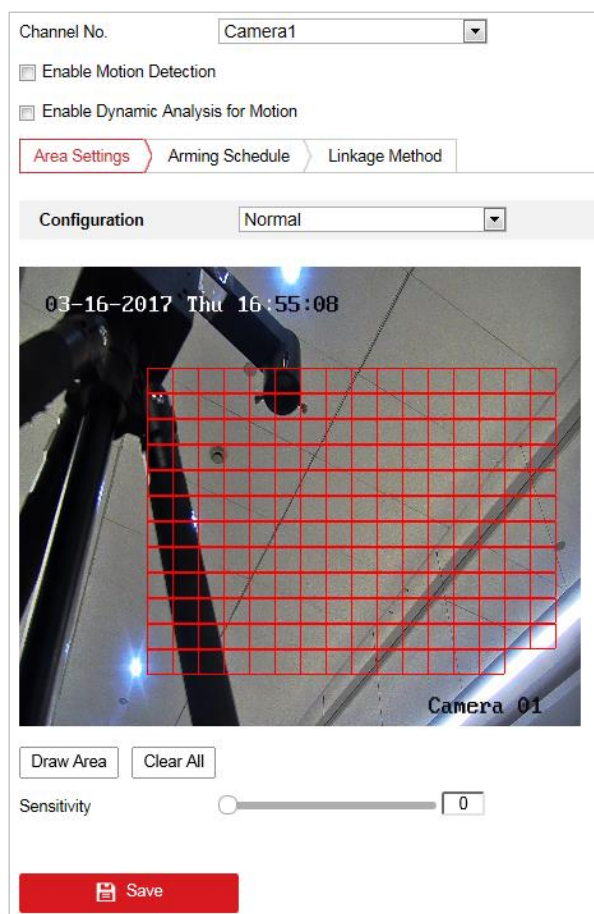 Channel No. Camera1
Enable Motion Detection
Enable Dynamic Analysis for Motion
Area Settings Arming Schedule Linkage Method
Configuration Normal
03-16-2017 Thu 16:55:08
Camera 01
Draw Area Clear All
Sensitivity 0
Save